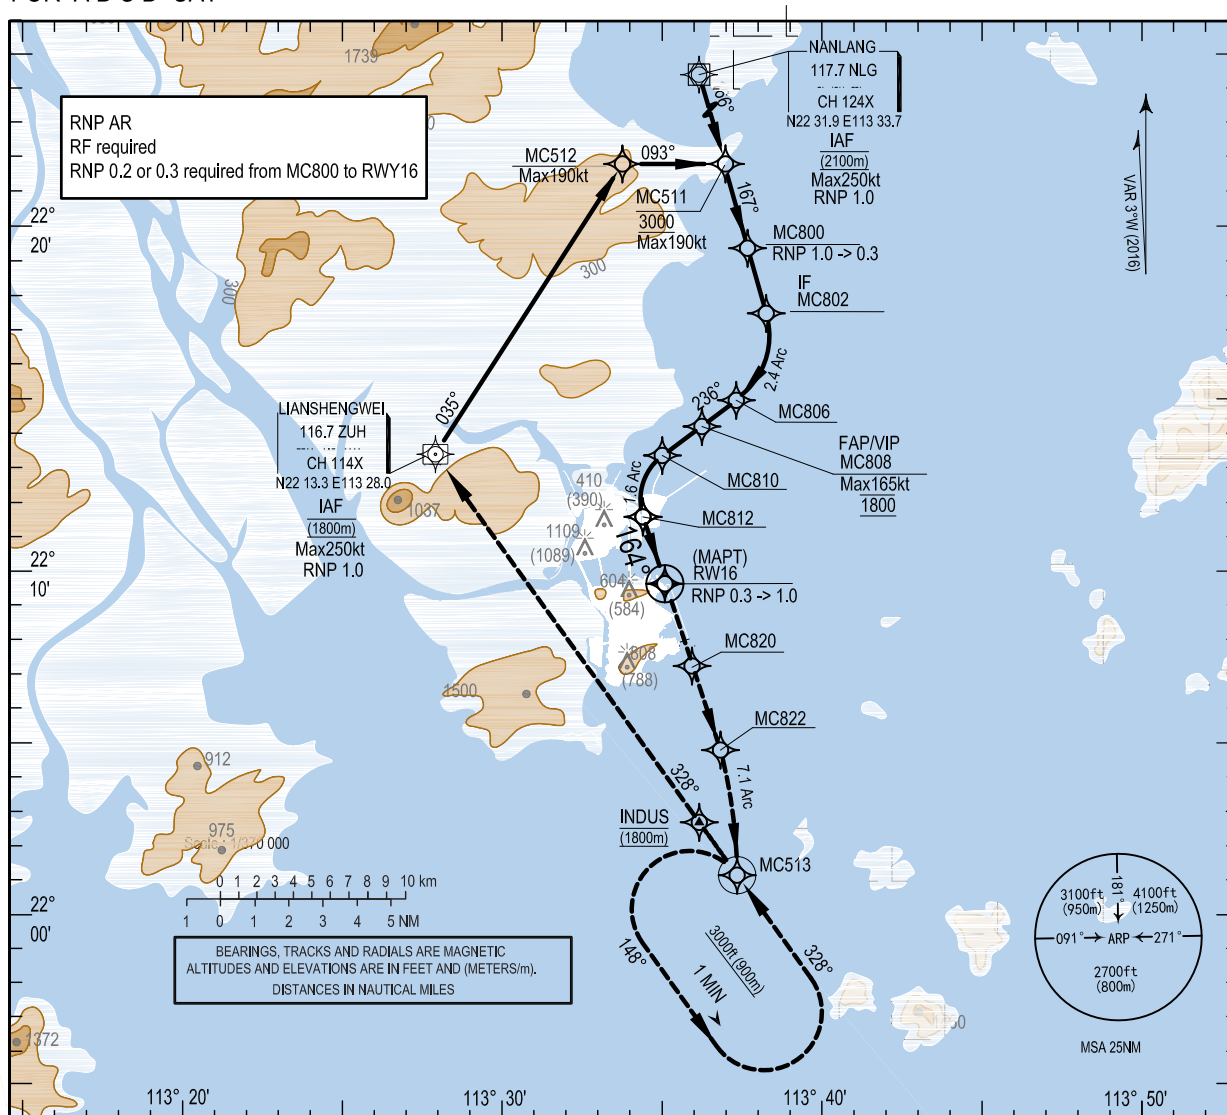 1739
NANLANG
117.7 NLG
CH 124X
N22 31.9 E113 33.7
IAF
(2100m)
Max250kt
RNP 1.0
RNP AR
RF required
RNP 0.2 or 0.3 required from MC800 to RWY16
VAR 3°W (2016)
MC512
Max190kt
093°
MC511
3000
Max190kt
167°
22°
20'
MC800
RNP 1.0 -> 0.3
300
300
IF
MC802
2.4 Arc
035°
236°
MC806
LIANSHENGWEI
116.7 ZUH
CH 114X
N22 13.3 E113 28.0
IAF
(1800m)
Max250kt
RNP 1.0
FAP/VIP
MC808
Max165kt
1800
MC810
1.6 Arc
410
(390)
1037
MC812
1109
(1089)
164°
(MAPT)
RW16
RNP 0.3 -> 1.0
22°
10'
604
(584)
MC820
808
(788)
1500
MC822
912
328°
7.1 Arc
INDUS
(1800m)
975
Scale : 1/370 000
MC513
0 1 2 3 4 5 6 7 8 9 10 km
1 0 1 2 3 4 5 NM
22°
00'
BEARINGS, TRACKS AND RADIALS ARE MAGNETIC
ALTITUDES AND ELEVATIONS ARE IN FEET AND (METERS/m).
DISTANCES IN NAUTICAL MILES
148°
3000ft (900m)
1 MIN
328°
3100ft
(950m)
181°
4100ft
(1250m)
091° ARP 271°
2700ft
(800m)
MSA 25NM
1372
113° 20'
113° 30'
113° 40'
113° 50'